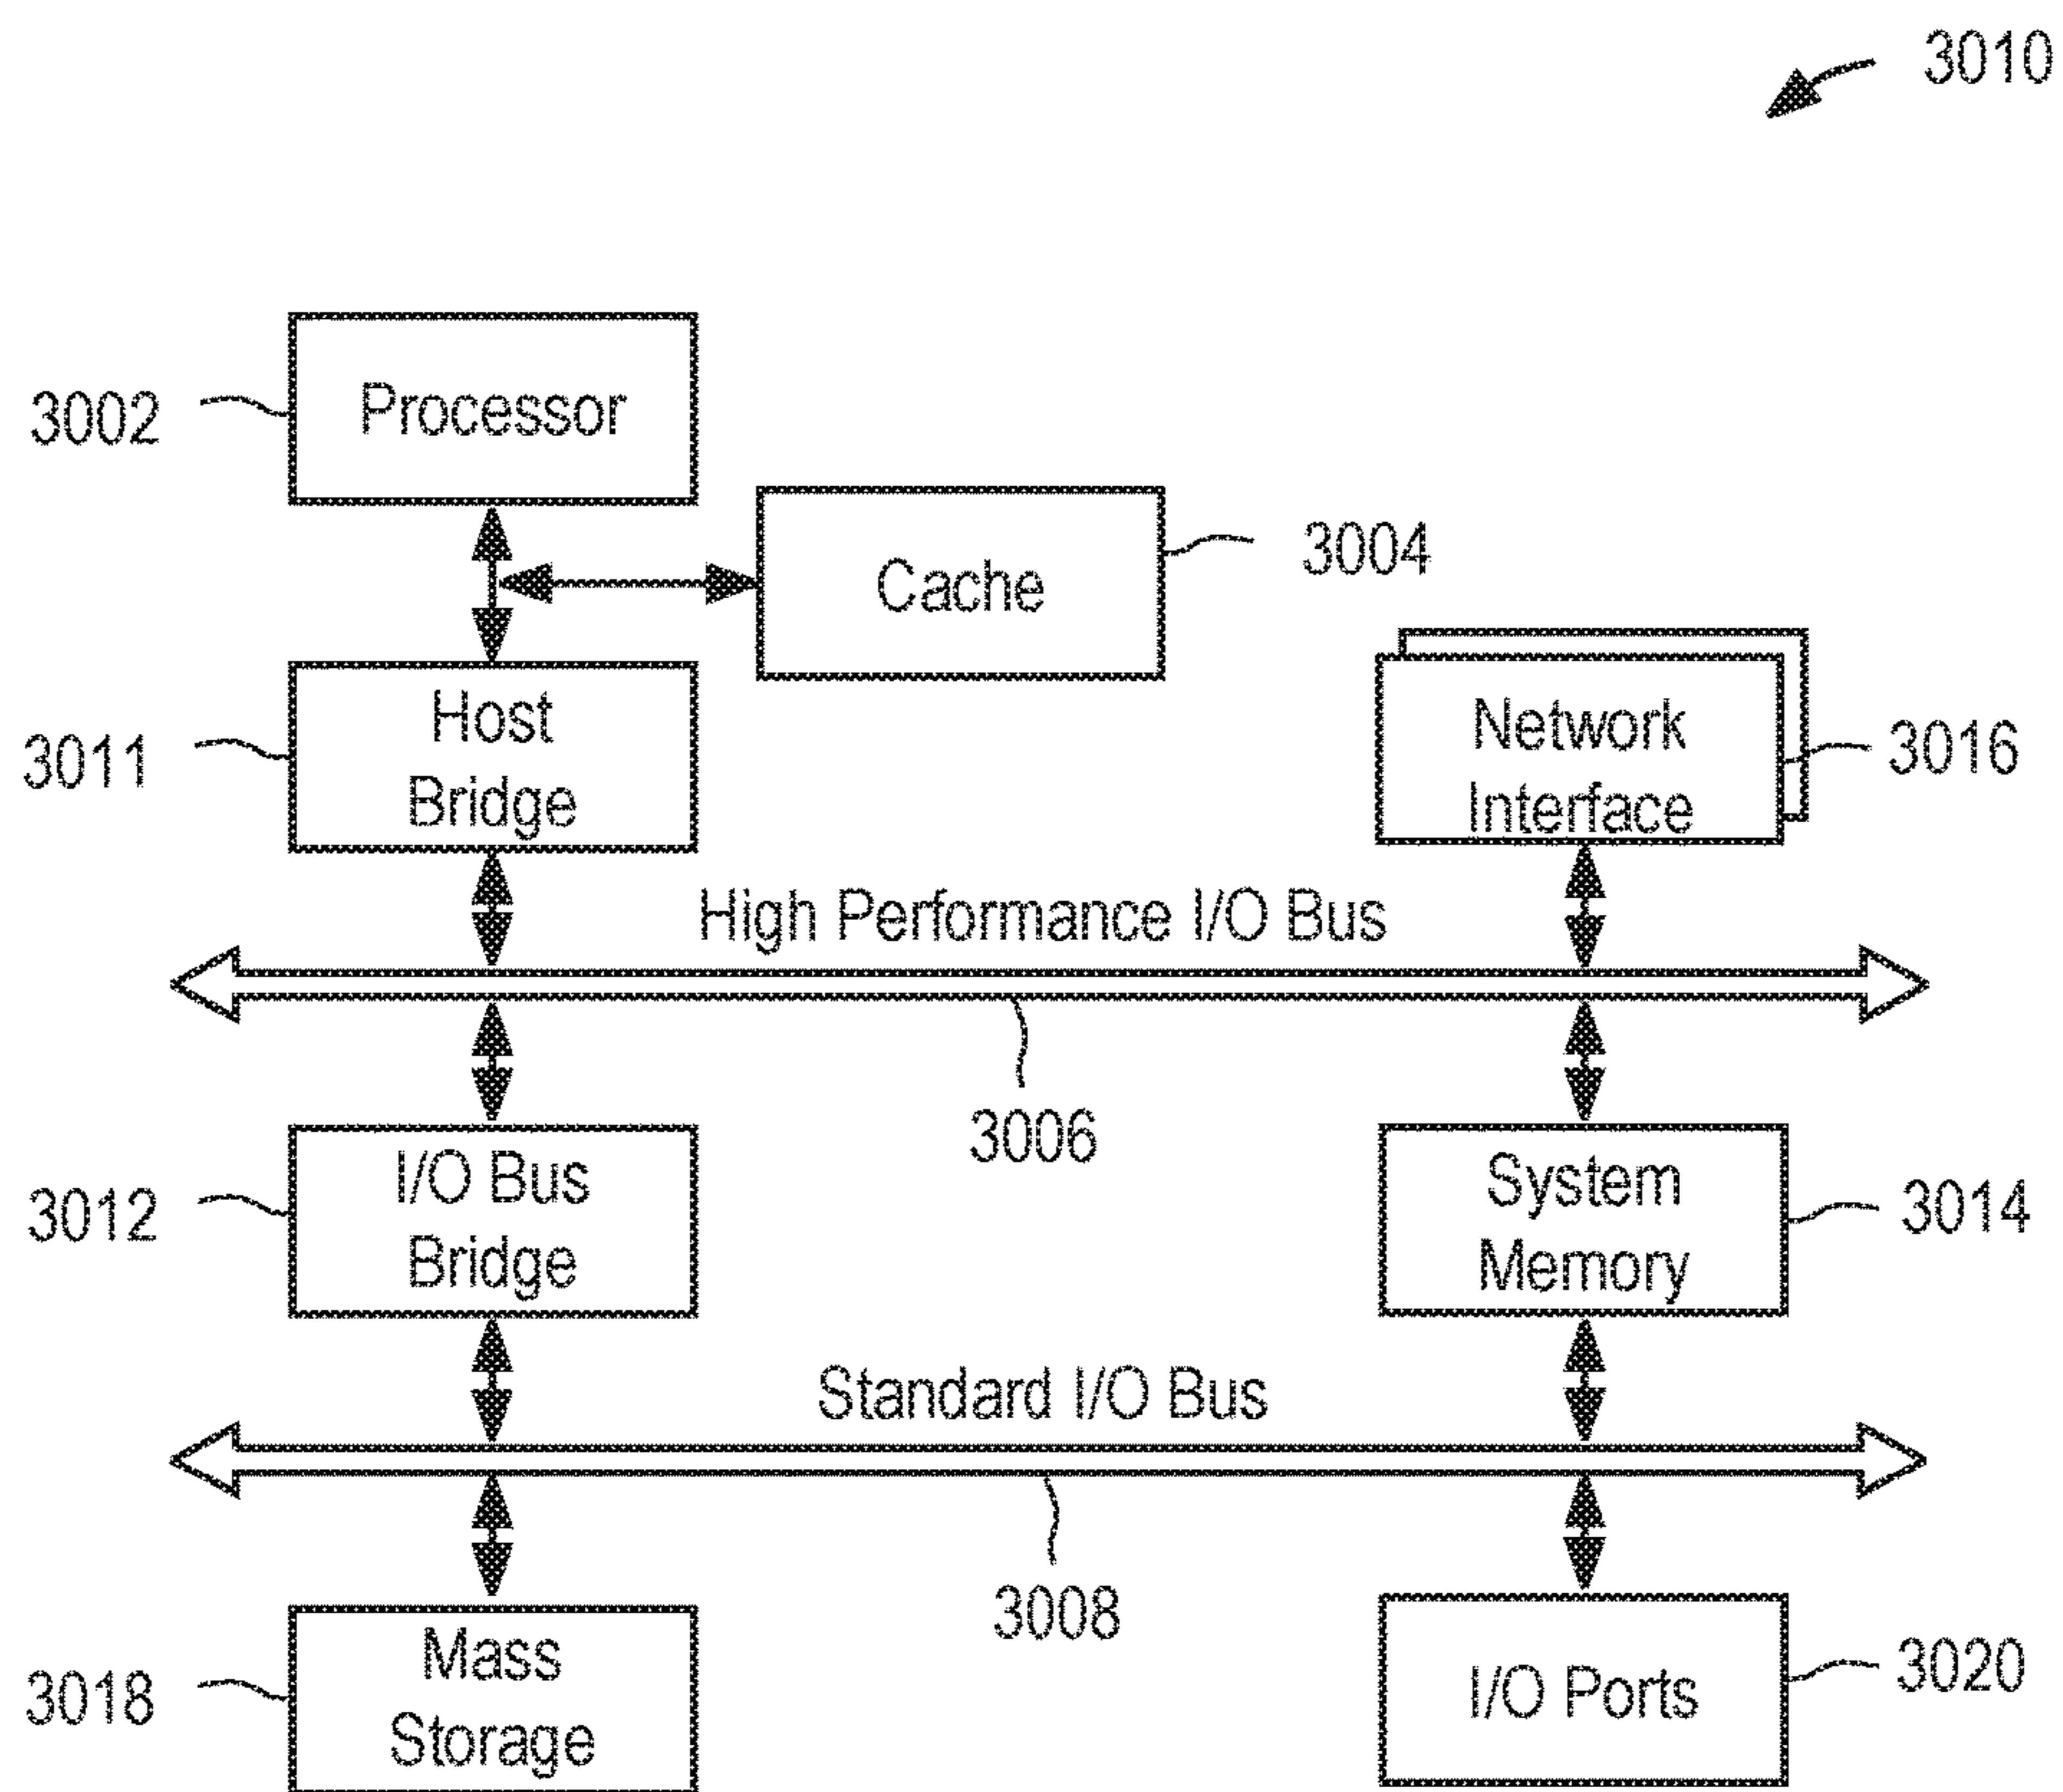 3010
3002
Processor
Cache
3004
3011
Host
Bridge
Network
Interface
3016
High Performance I/O Bus
3006
3012
I/O Bus
Bridge
System
Memory
3014
Standard I/O Bus
3008
3018
Mass
Storage
I/O Ports
3020